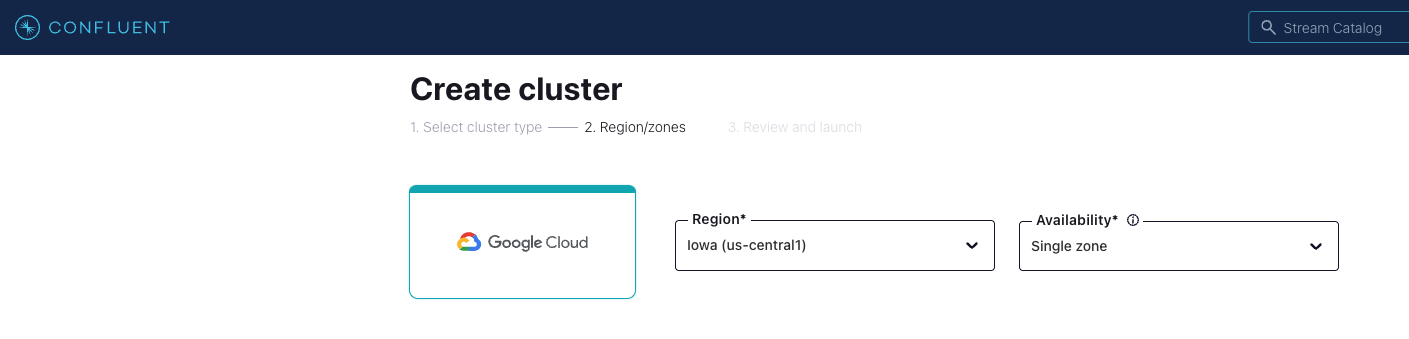 CONFLUENT
Stream Catalog
Create cluster
1. Select cluster type
2. Region/zones
3. Review and launch
Google Cloud
Region*
Iowa (us-central1)
Availability*
Single zone